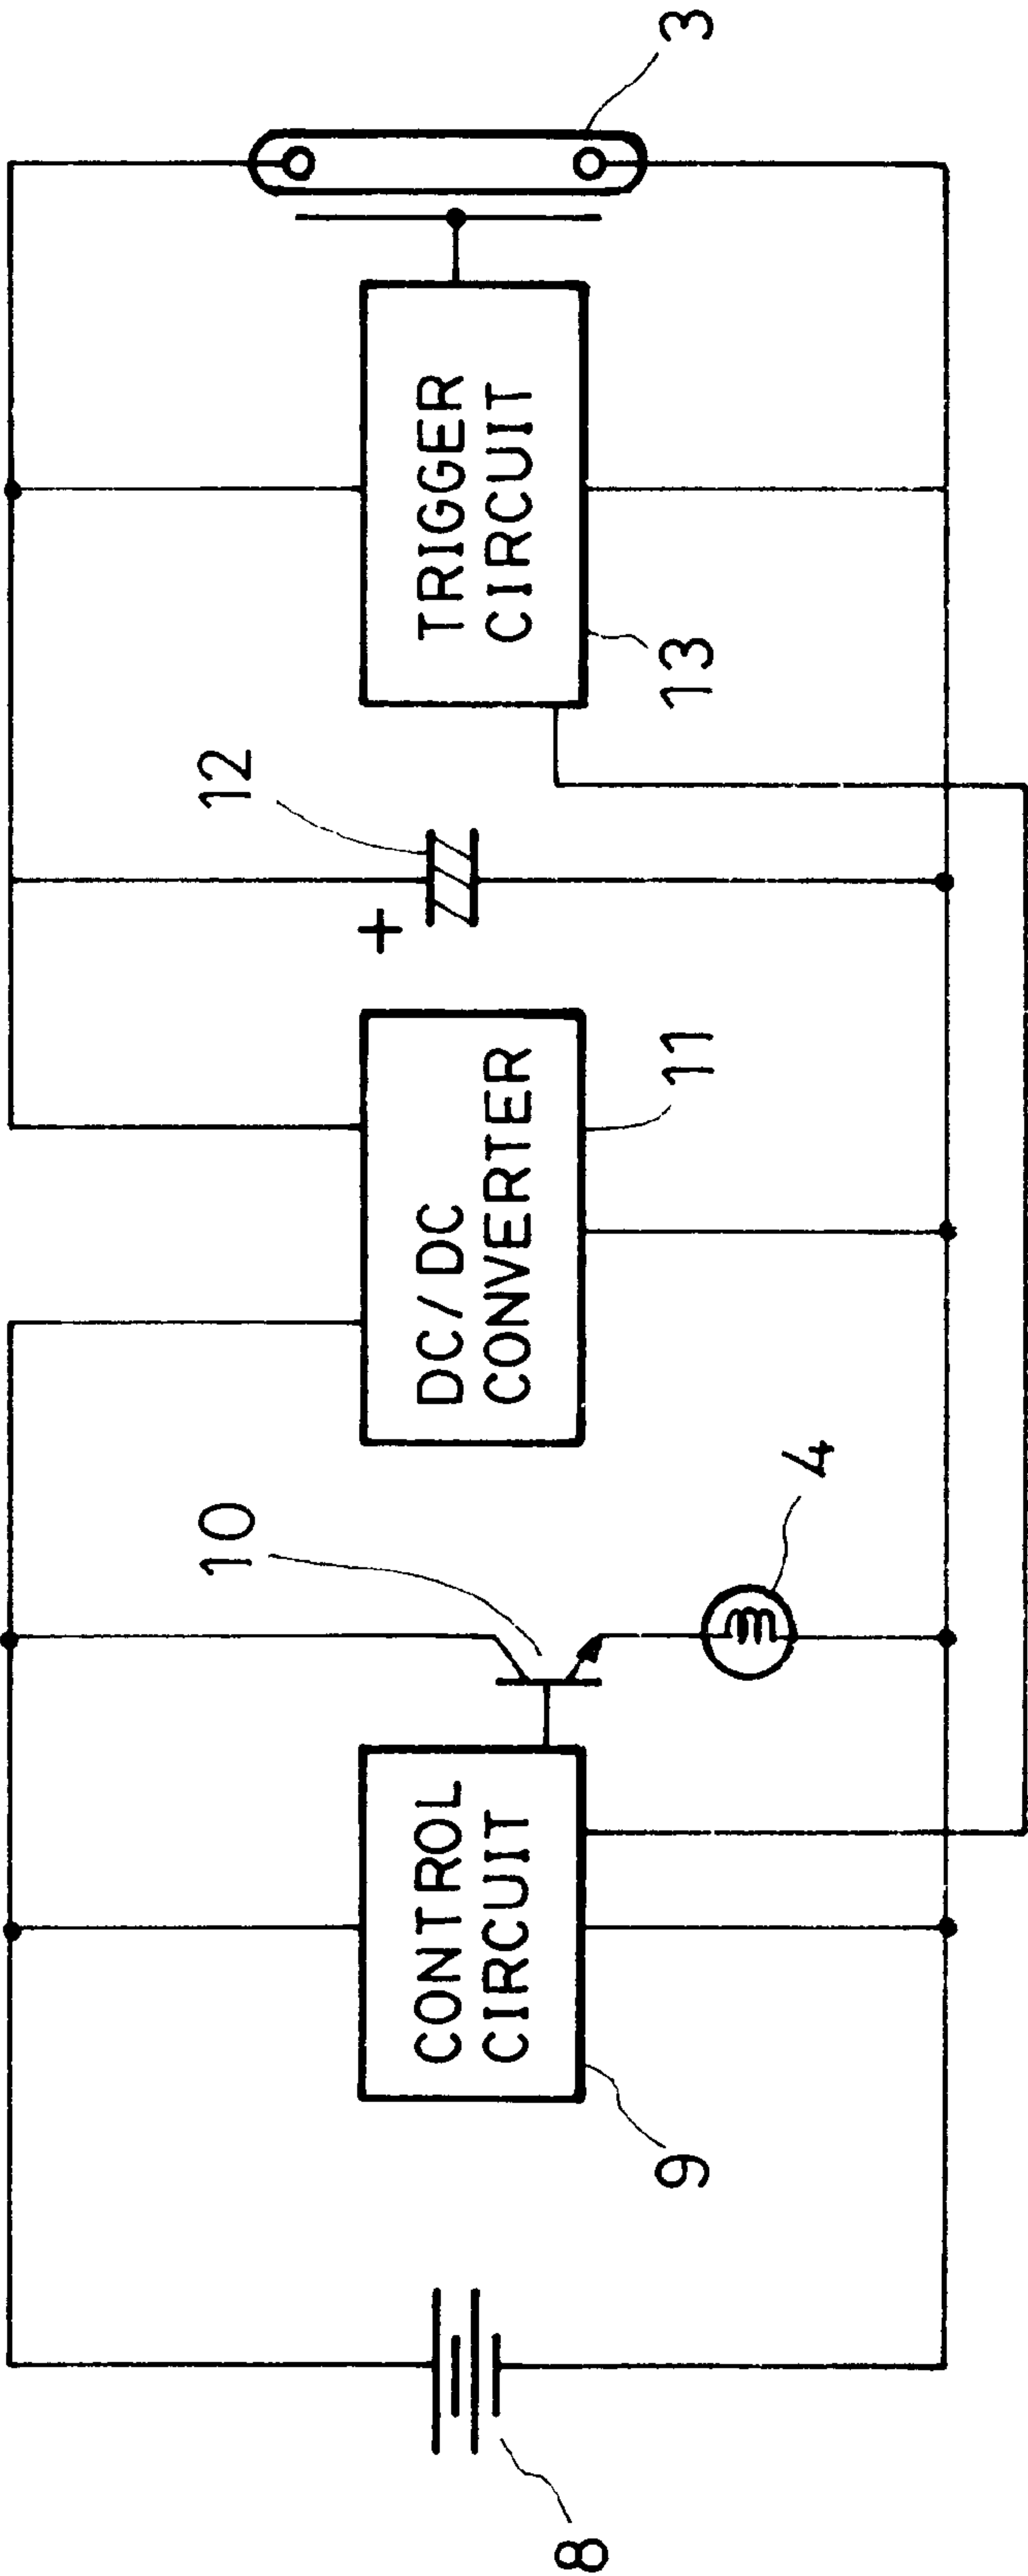 8
CONTROL
CIRCUIT
9
10
4
DC/DC
CONVERTER
11
+
12
TRIGGER
CIRCUIT
13
3